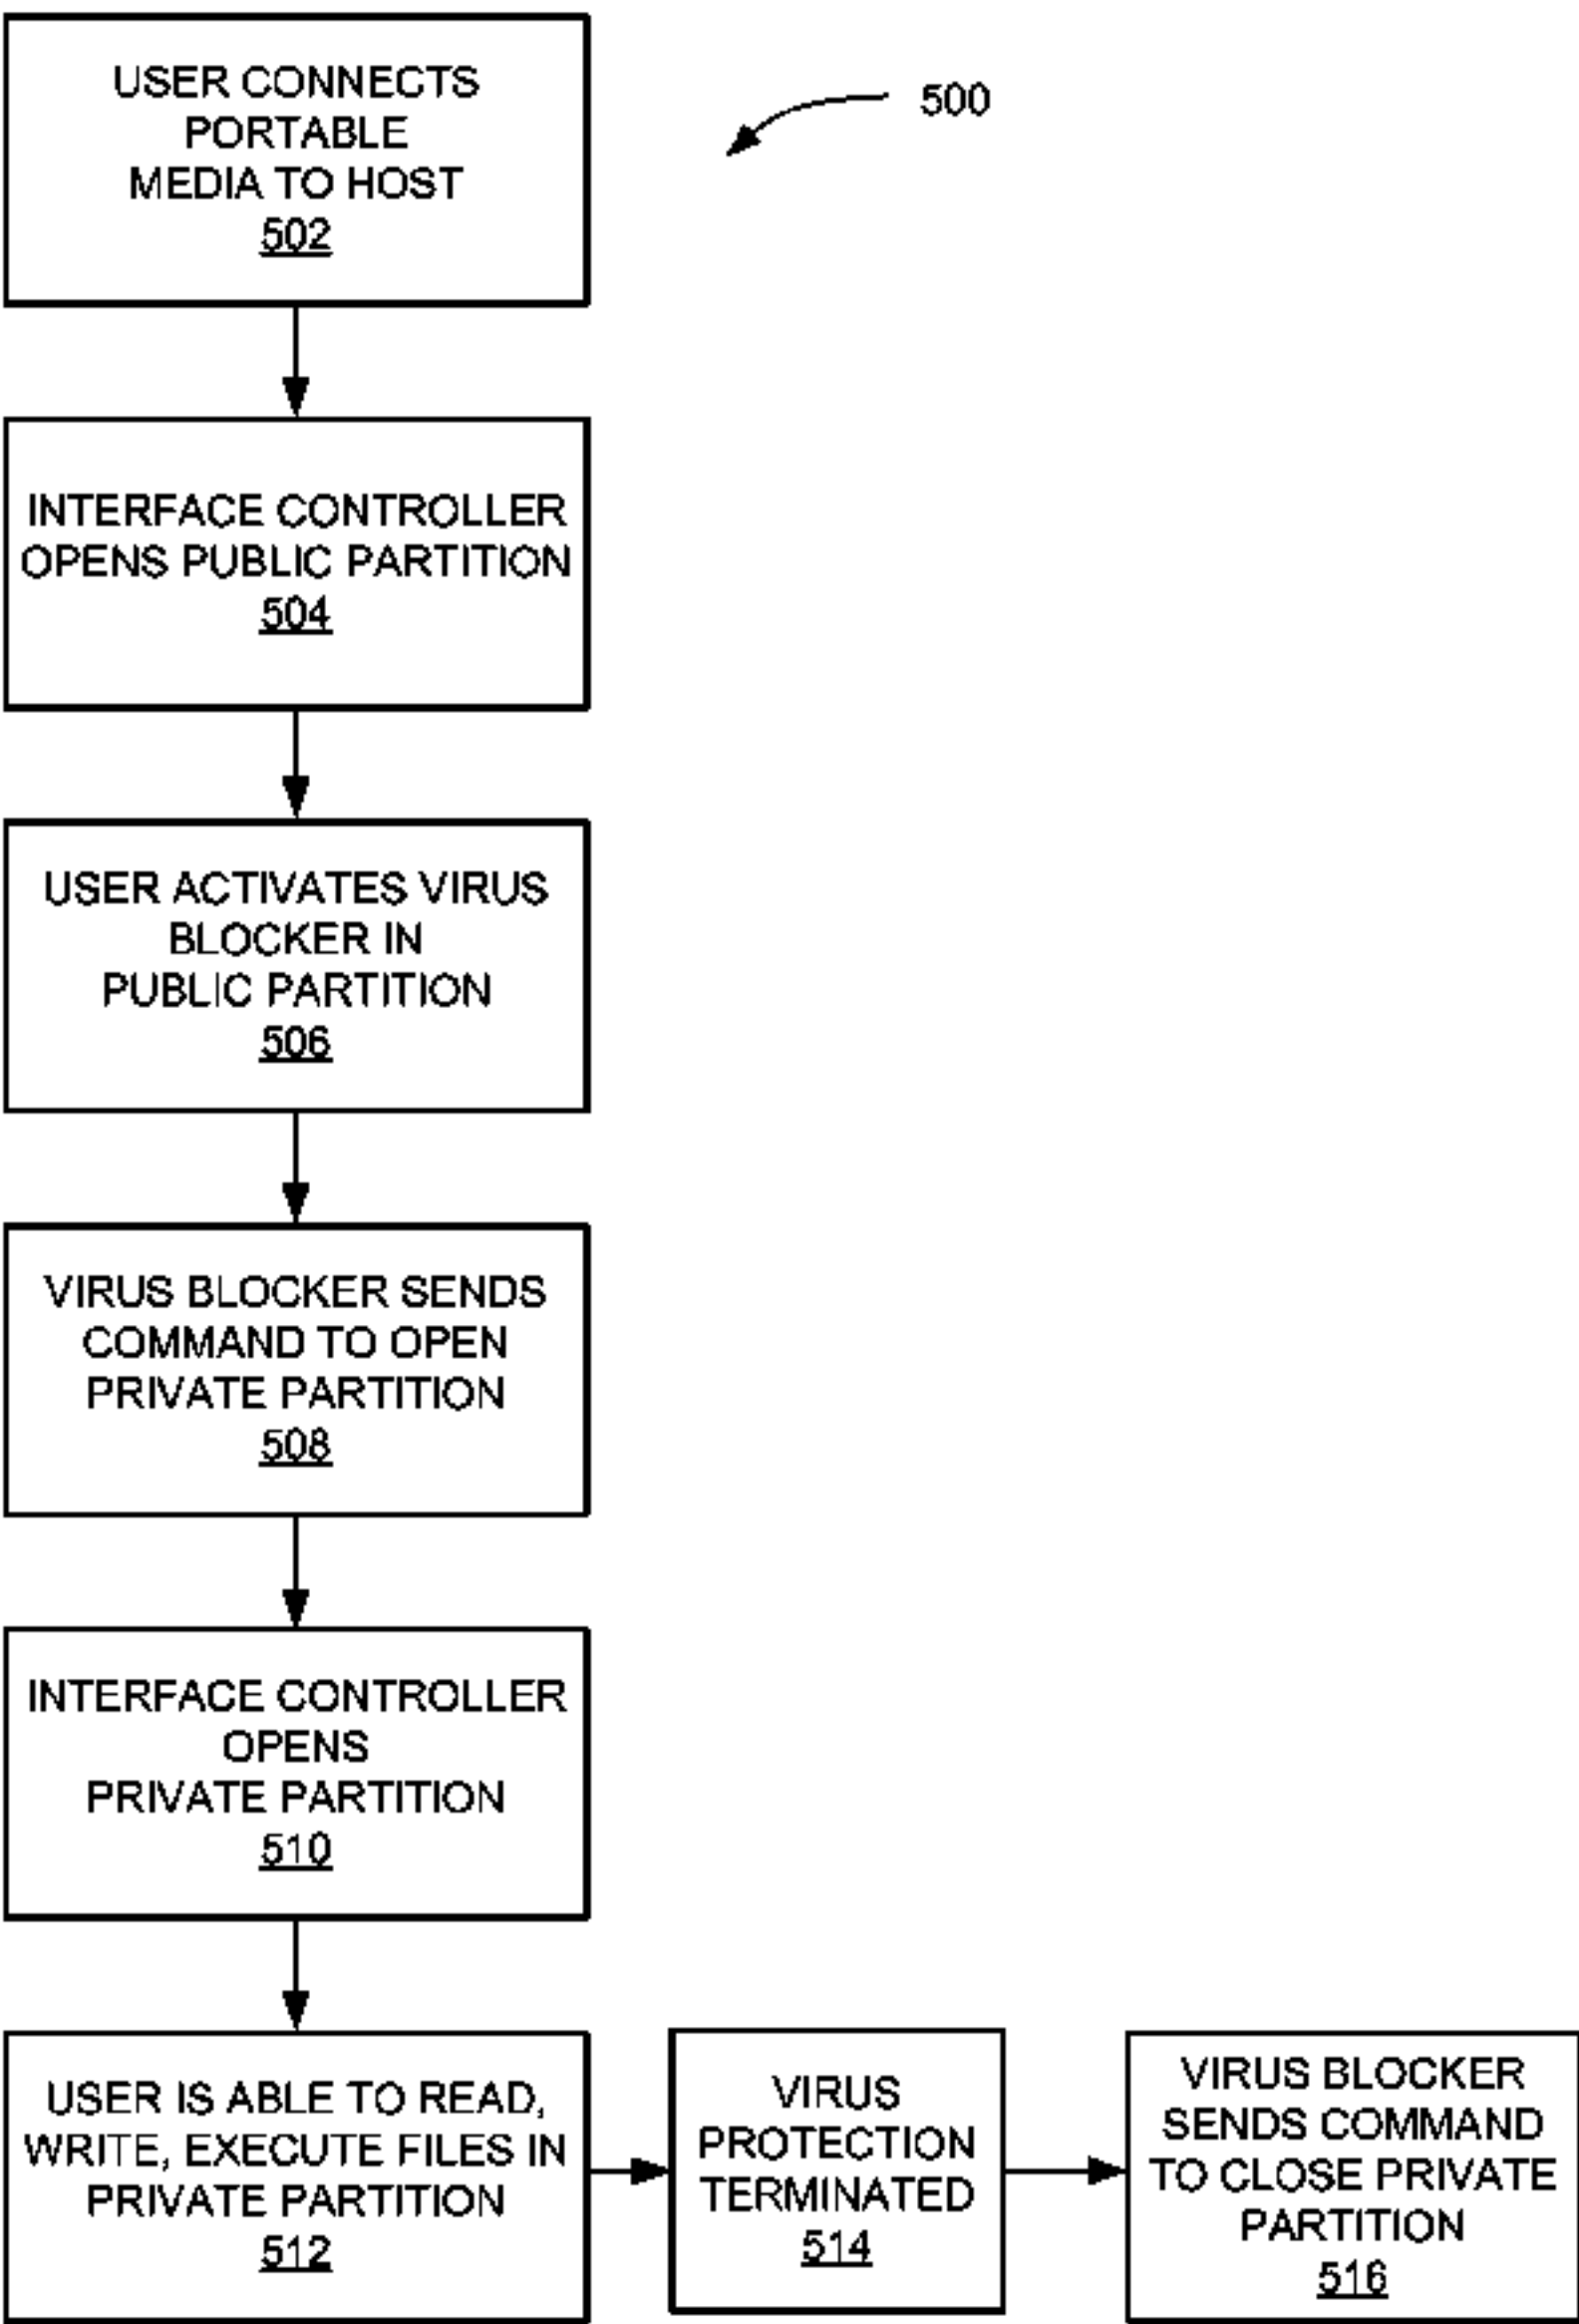 USER CONNECTS
PORTABLE
MEDIA TO HOST
502
500
INTERFACE CONTROLLER
OPENS PUBLIC PARTITION
504
USER ACTIVATES VIRUS
BLOCKER IN
PUBLIC PARTITION
506
VIRUS BLOCKER SENDS
COMMAND TO OPEN
PRIVATE PARTITION
508
INTERFACE CONTROLLER
OPENS
PRIVATE PARTITION
510
USER IS ABLE TO READ,
WRITE, EXECUTE FILES IN
PRIVATE PARTITION
512
VIRUS
PROTECTION
TERMINATED
514
VIRUS BLOCKER
SENDS COMMAND
TO CLOSE PRIVATE
PARTITION
516